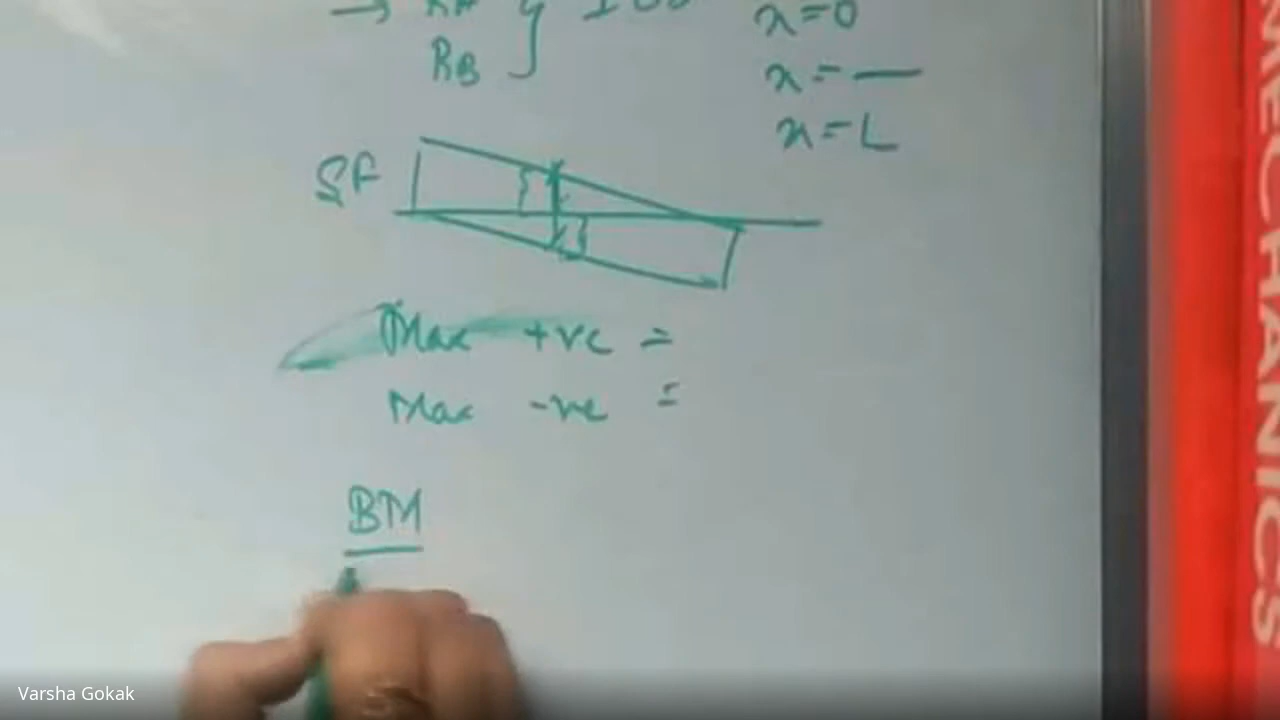 x=0
RB
x=—
x=L
SF
Max +ve =
Max -ve =
BM
MECHANICS
Varsha Gokak